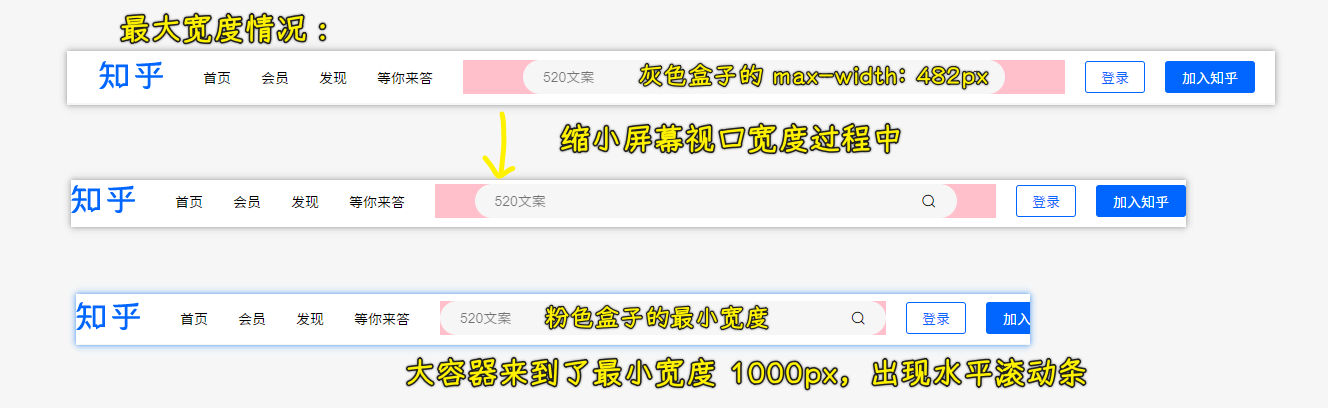 最大宽度情况：
知乎 首页 会员 发现 等你来答 520文案 灰色盒子的 max-width: 482px 登录 加入知乎
缩小屏幕视口宽度过程中
知乎 首页 会员 发现 等你来答 520文案 登录 加入知乎
知乎 首页 会员 发现 等你来答 520文案 粉色盒子的最小宽度 登录 加入
大容器来到了最小宽度 1000px，出现水平滚动条